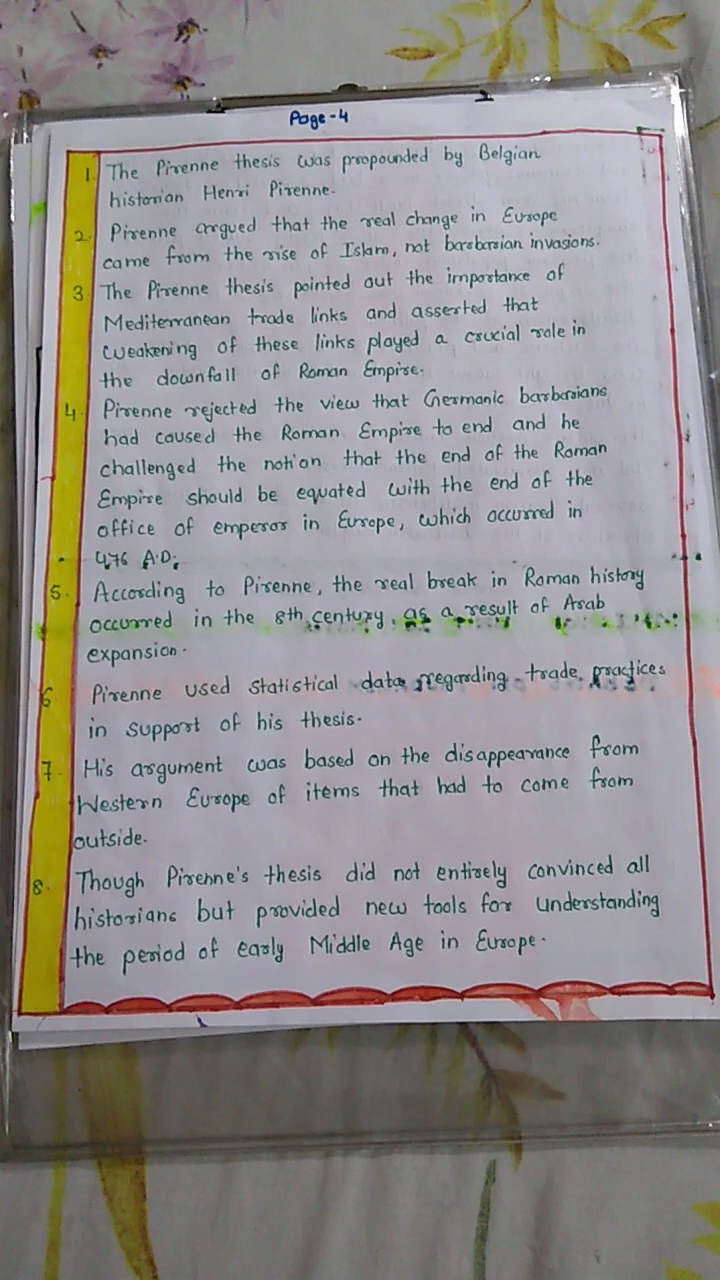 Page-4
1. The Pirenne thesis was propounded by Belgian
historian Henri Pirenne.
2. Pirenne argued that the real change in Europe
came from the rise of Islam, not barbarian invasions.
3. The Pirenne thesis pointed out the importance of
Mediterranean trade links and asserted that
weakening of these links played a crucial role in
the downfall of Roman Empire.
4. Pirenne rejected the view that Germanic barbarians
had caused the Roman Empire to end and he
challenged the notion that the end of the Roman
Empire should be equated with the end of the
office of emperor in Europe, which occurred in
476 A.D.
5. According to Pirenne, the real break in Roman history
occurred in the 8th century, as a result of Arab
expansion.
6 Pirenne used statistical data regarding trade practices
in support of his thesis.
7. His argument was based on the disappearance from
Western Europe of items that had to come from
outside.
8. Though Pirenne's thesis did not entirely convinced all
historians but provided new tools for understanding
the period of early Middle Age in Europe.